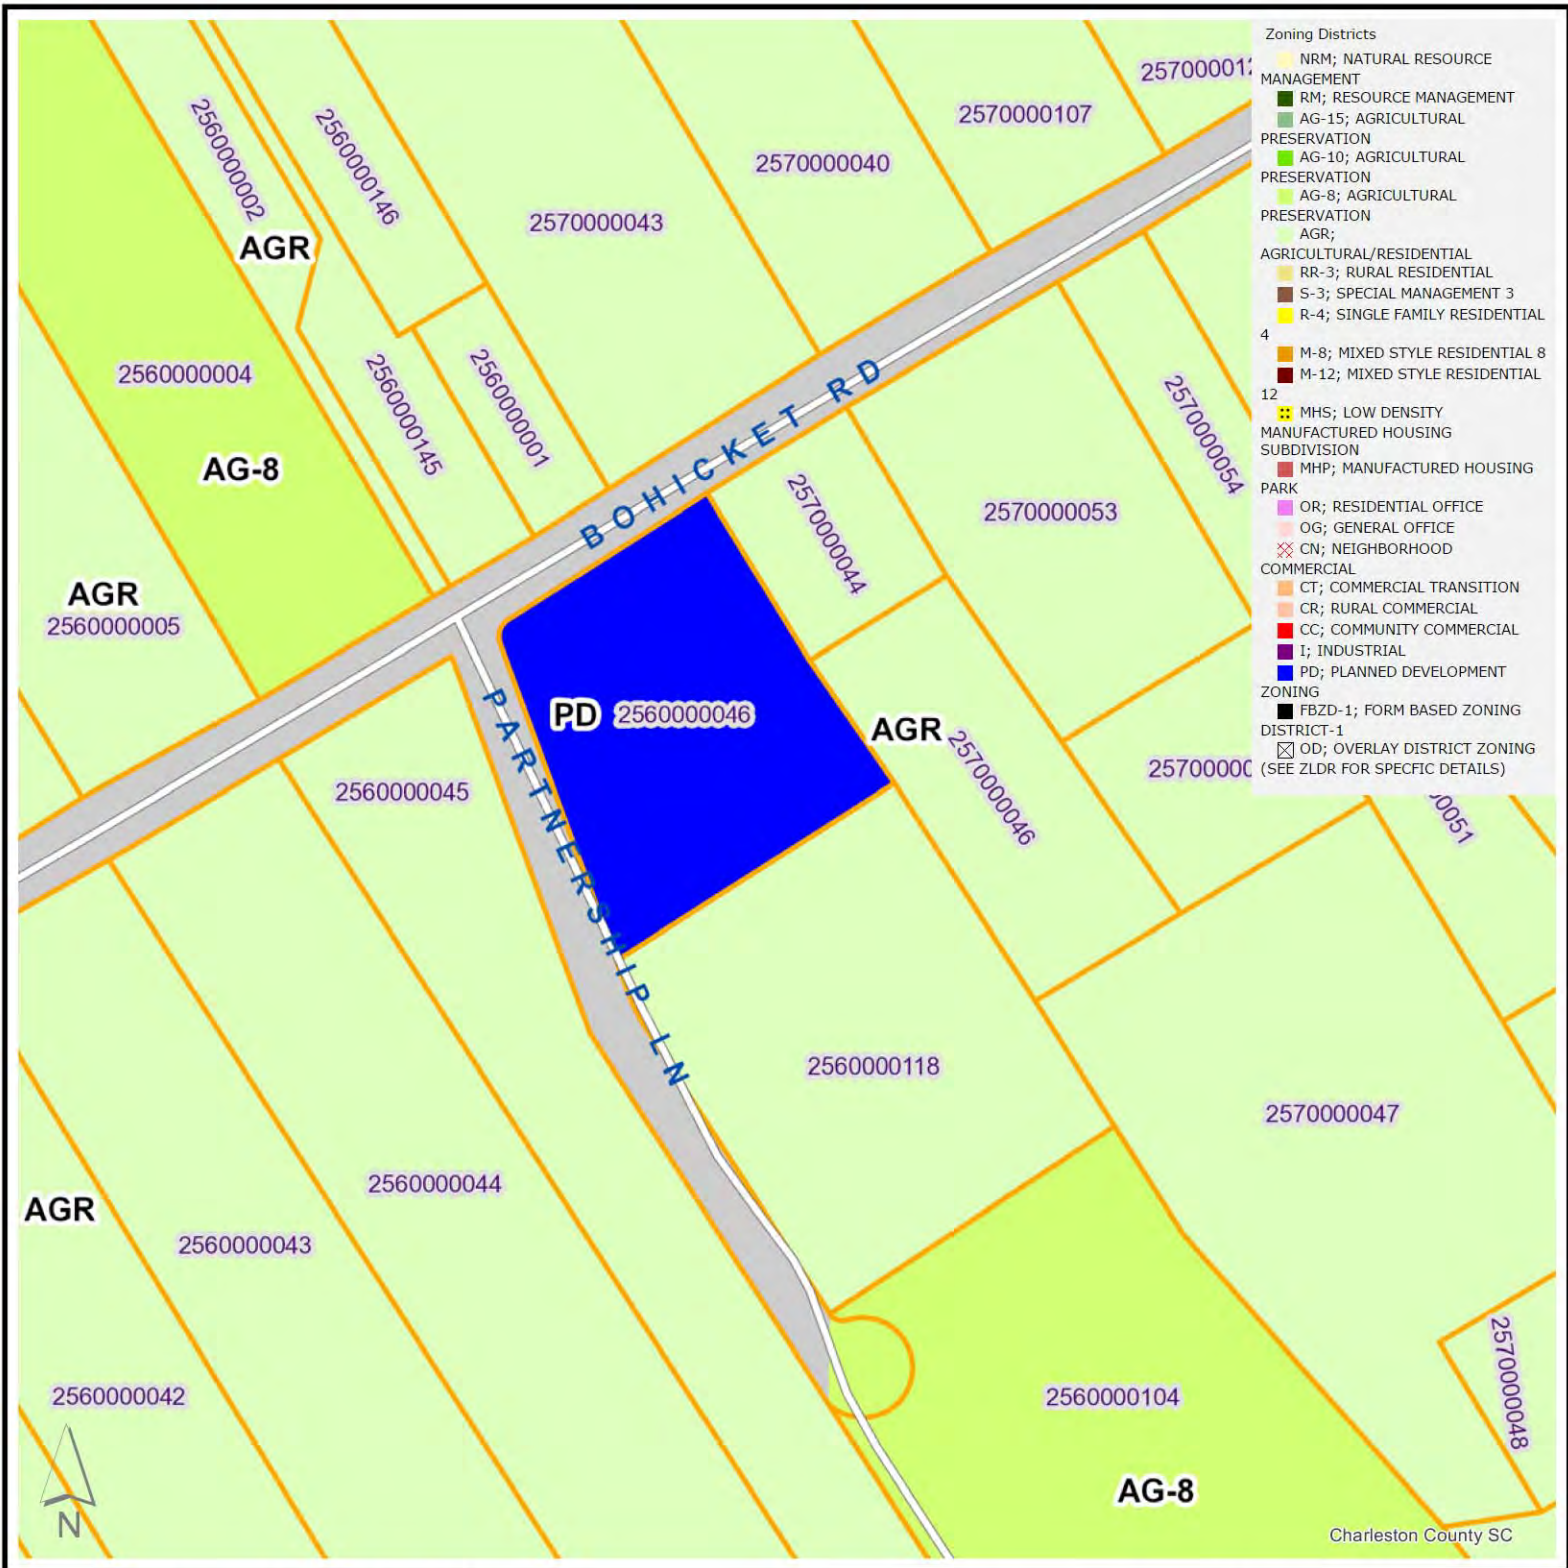 Zoning Districts
NRM; NATURAL RESOURCE
MANAGEMENT
RM; RESOURCE MANAGEMENT
AG-15; AGRICULTURAL
PRESERVATION
AG-10; AGRICULTURAL
PRESERVATION
AG-8; AGRICULTURAL
PRESERVATION
AGR;
AGRICULTURAL/RESIDENTIAL
RR-3; RURAL RESIDENTIAL
S-3; SPECIAL MANAGEMENT 3
R-4; SINGLE FAMILY RESIDENTIAL
4
M-8; MIXED STYLE RESIDENTIAL 8
M-12; MIXED STYLE RESIDENTIAL
12
MHS; LOW DENSITY
MANUFACTURED HOUSING
SUBDIVISION
MHP; MANUFACTURED HOUSING
PARK
OR; RESIDENTIAL OFFICE
OG; GENERAL OFFICE
CN; NEIGHBORHOOD
COMMERCIAL
CT; COMMERCIAL TRANSITION
CR; RURAL COMMERCIAL
CC; COMMUNITY COMMERCIAL
I; INDUSTRIAL
PD; PLANNED DEVELOPMENT
ZONING
FBZD-1; FORM BASED ZONING
DISTRICT-1
OD; OVERLAY DISTRICT ZONING
(SEE ZLDR FOR SPECFIC DETAILS)
2570000107
2560000002
2560000146
2570000040
2570000043
AGR
2560000004
2560000145
2560000001
BOHICKET RD
2570000054
AG-8
2570000044
2570000053
AGR
2560000005
PD
2560000046
AGR
2570000046
PARTNERSHIP LN
2560000045
2560000118
2570000047
2560000044
AGR
2560000043
2560000042
2560000104
2570000048
AG-8
N
Charleston County SC